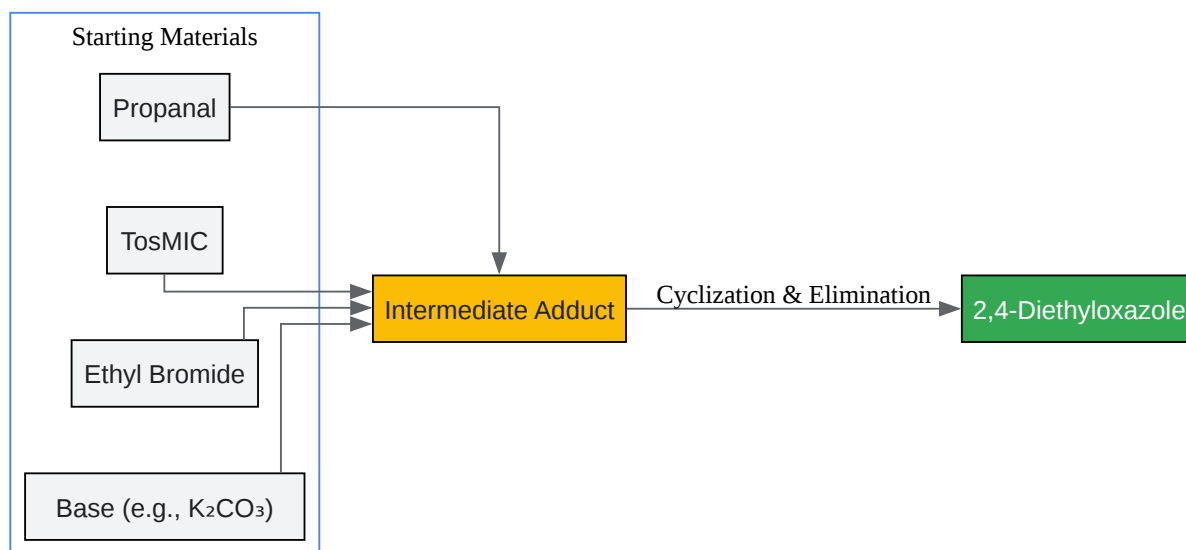 Starting Materials
Propanal
TosMIC
Intermediate Adduct
Cyclization & Elimination
2,4-Diethyloxazole
Ethyl Bromide
Base (e.g., K₂CO₃)